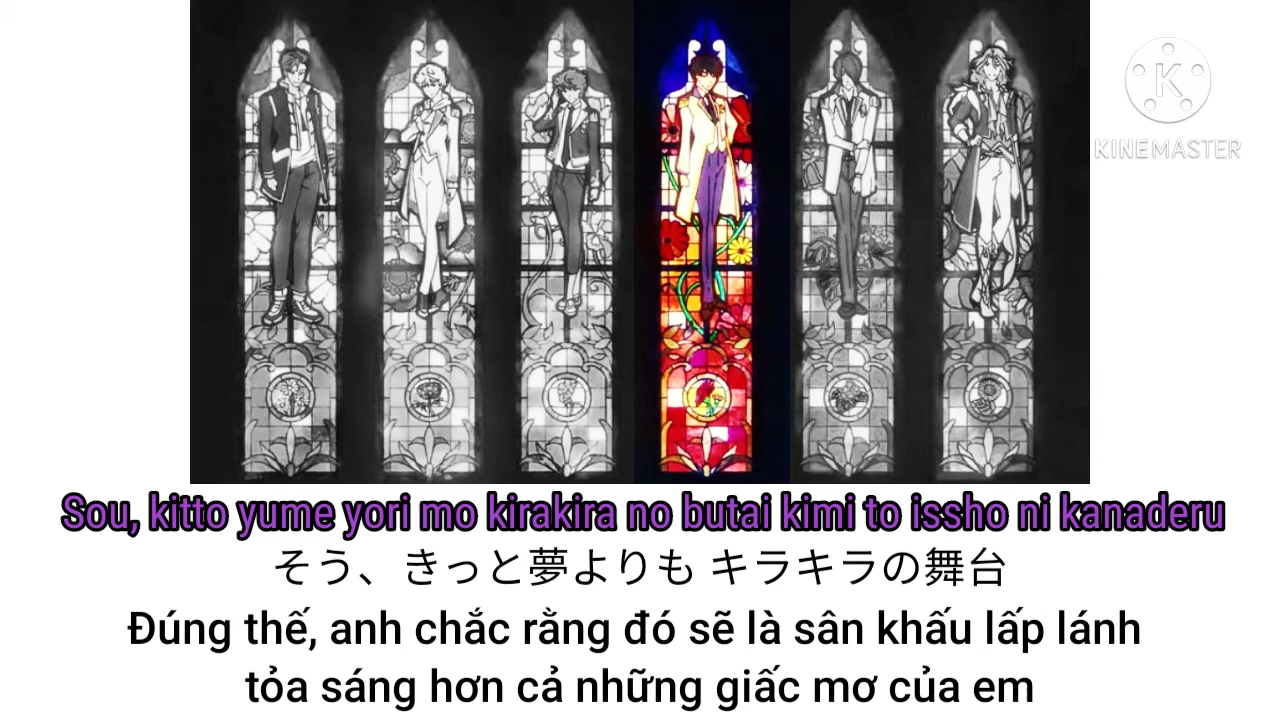 KINEMASTER
Sou, kitto yume yori mo kirakira no butai kimi to issho ni kanaderu
そう、きっと夢よりも キラキラの舞台
Đúng thế, anh chắc rằng đó sẽ là sân khấu lấp lánh
tỏa sáng hơn cả những giấc mơ của em